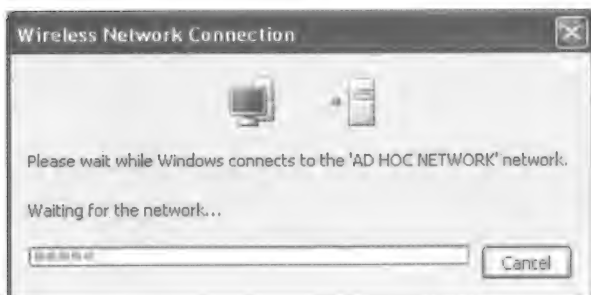 Wireless Network Connection
Please wait while Windows connects to the 'AD HOC NETWORK' network.
Waiting for the network...
Cancel